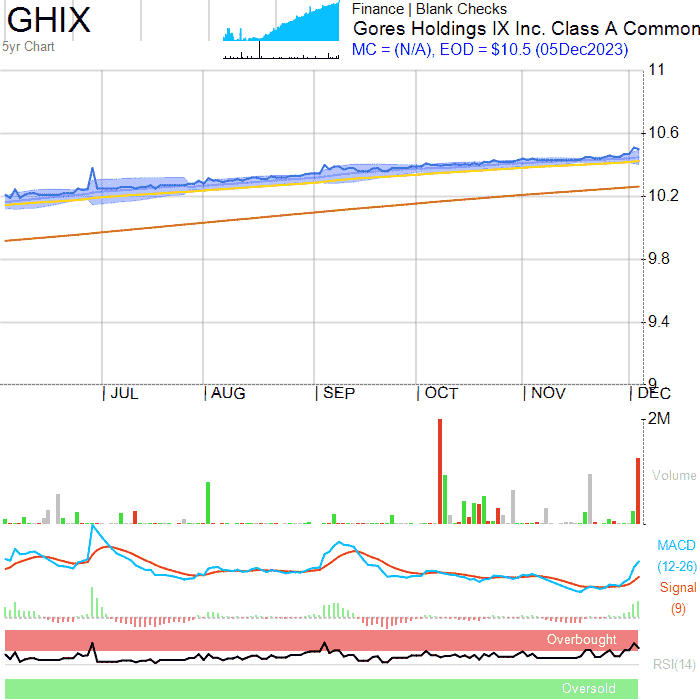 GHIX
5yr Chart
Finance | Blank Checks
Gores Holdings IX Inc. Class A Common
MC = (N/A), EOD = $10.5 (05Dec2023)
11
10.6
10.2
9.8
9.4
9
JUL AUG SEP OCT NOV DEC
2M
Volume
MACD
(12-26)
Signal
(9)
Overbought
RSI(14)
Oversold